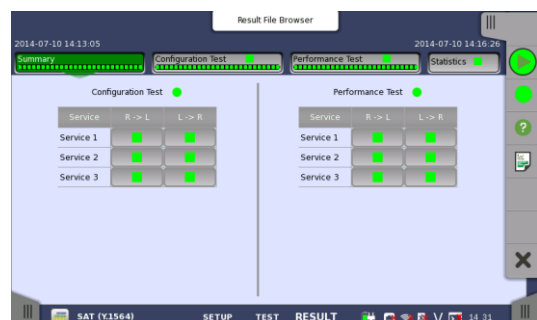 Result File Browser
2014-07-10 14:13:05
2014-07-10 14:16:26
Summary
Configuration Test
Performance Test
Statistics
Configuration Test
Performance Test
Service R -> L L -> R
Service R -> L L -> R
Service 1
Service 1
Service 2
Service 2
Service 3
Service 3
SAT (Y.1564) SETUP TEST RESULT 14 31